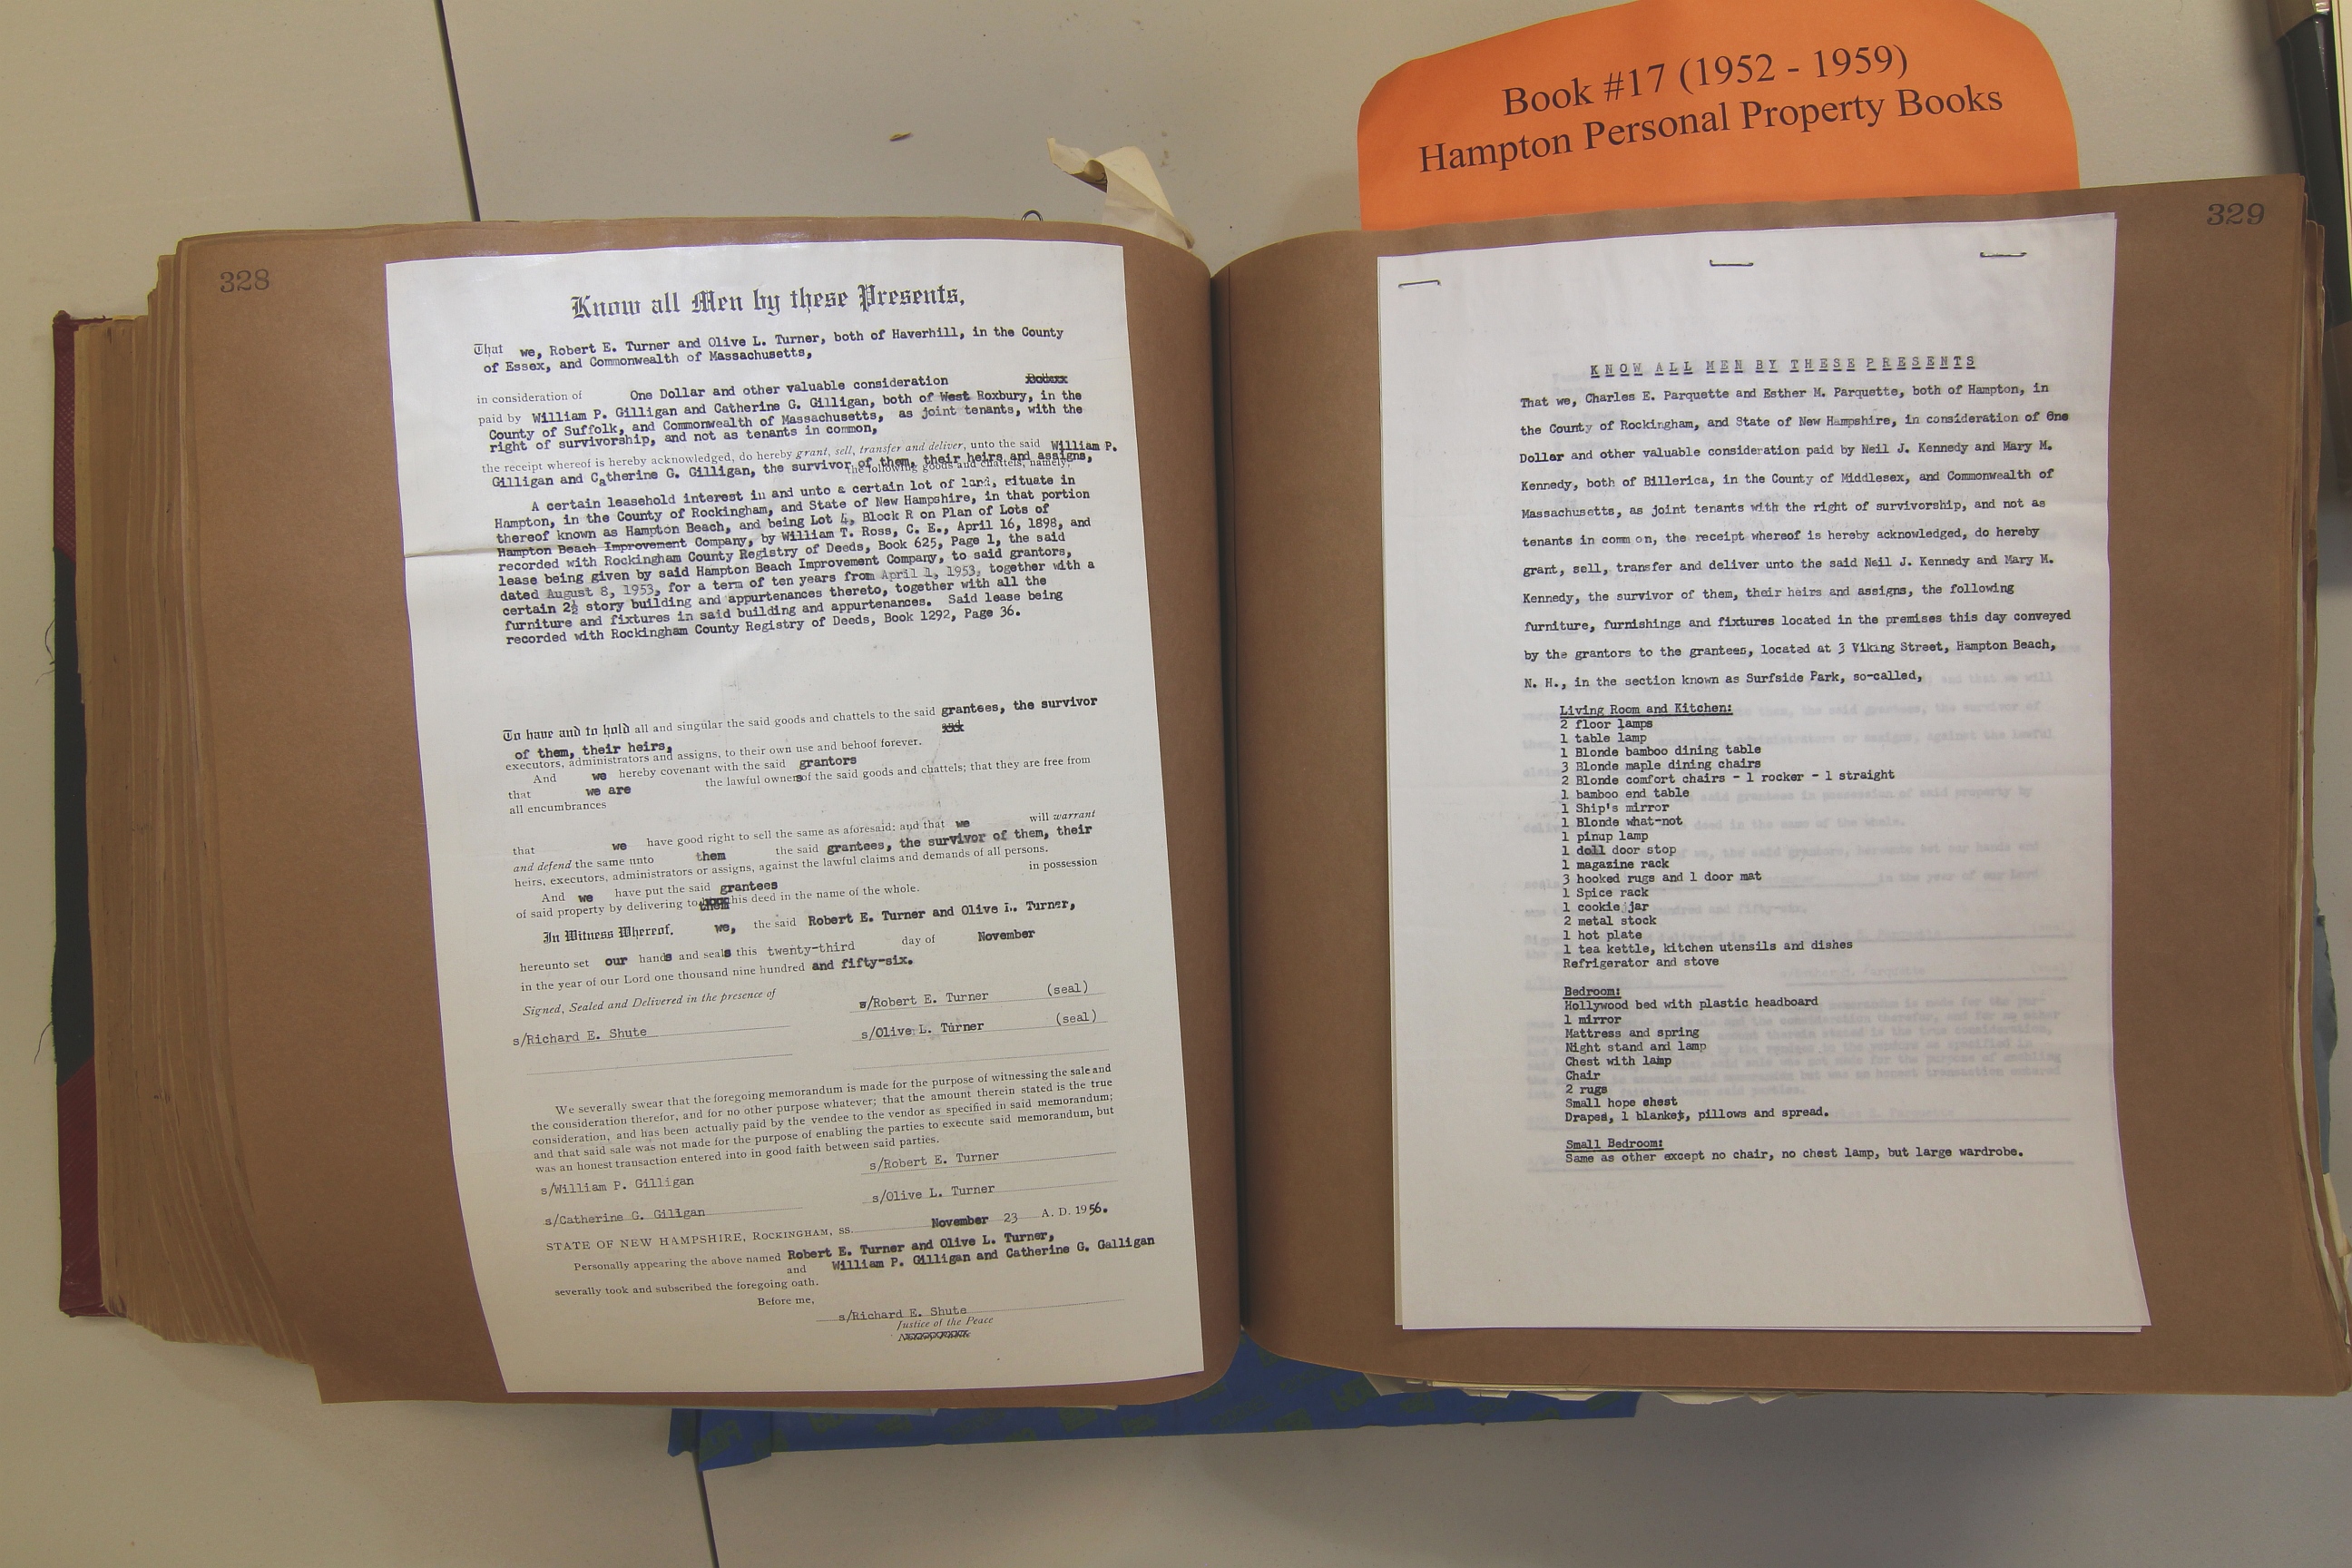 Book #17 (1952 - 1959)
Hampton Personal Property Books
328
Know all Men by these Presents,
That we, Robert E. Turner and Olive L. Turner, both of Haverhill, in the County
of Essex, and Commonwealth of Massachusetts,
in consideration of One Dollar and other valuable consideration
paid by William P. Gilligan and Catherine G. Gilligan, both of West Roxbury, in the
County of Suffolk, and Commonwealth of Massachusetts, as joint tenants, with the
right of survivorship, and not as tenants in common,
the receipt whereof is hereby acknowledged, do hereby grant, sell, transfer and deliver, unto the said William P.
Gilligan and Catherine G. Gilligan, the survivor of them, their heirs and assigns,
the following goods and chattels, namely:
A certain leasehold interest in and unto a certain lot of land, situate in
Hampton, in the County of Rockingham, and State of New Hampshire, in that portion
thereof known as Hampton Beach, and being Lot 4, Block R on Plan of Lots of
Hampton Beach Improvement Company, by William T. Ross, C. E., April 16, 1898, and
recorded with Rockingham County Registry of Deeds, Book 625, Page 1, the said
lease being given by said Hampton Beach Improvement Company, to said grantors,
dated August 8, 1953, for a term of ten years from April 1, 1953, together with a
certain 2½ story building and appurtenances thereto, together with all the
furniture and fixtures in said building and appurtenances. Said lease being
recorded with Rockingham County Registry of Deeds, Book 1292, Page 36.
To have and to hold all and singular the said goods and chattels to the said grantees, the survivor
of them, their heirs, and
executors, administrators and assigns, to their own use and behoof forever.
And we hereby covenant with the said grantors
that we are the lawful owners of the said goods and chattels; that they are free from
all encumbrances
that we have good right to sell the same as aforesaid; and that we will warrant
and defend the same unto them the said grantees, the survivor of them, their
heirs, executors, administrators or assigns, against the lawful claims and demands of all persons.
And we have put the said grantees in possession
of said property by delivering to them this deed in the name of the whole.
In Witness Whereof, we, the said Robert E. Turner and Olive L. Turner,
hereunto set our hands and seals this twenty-third day of November
in the year of our Lord one thousand nine hundred and fifty-six.
Signed, Sealed and Delivered in the presence of
s/Robert E. Turner (seal)
s/Richard E. Shute s/Olive L. Turner (seal)
We severally swear that the foregoing memorandum is made for the purpose of witnessing the sale and
the consideration therefor, and for no other purpose whatever; that the amount therein stated is the true
consideration, and has been actually paid by the vendee to the vendor as specified in said memorandum;
and that said sale was not made for the purpose of enabling the parties to execute said memorandum, but
was an honest transaction entered into in good faith between said parties.
s/Robert E. Turner
s/William P. Gilligan
s/Olive L. Turner
s/Catherine G. Gilligan
STATE OF NEW HAMPSHIRE, ROCKINGHAM, ss. November 23 A. D. 1956.
Personally appearing the above named Robert E. Turner and Olive L. Turner,
and William P. Gilligan and Catherine G. Galligan
severally took and subscribed the foregoing oath.
Before me,
s/Richard E. Shute
Justice of the Peace
329
KNOW ALL MEN BY THESE PRESENTS
That we, Charles E. Parquette and Esther M. Parquette, both of Hampton, in
the County of Rockingham, and State of New Hampshire, in consideration of One
Dollar and other valuable consideration paid by Neil J. Kennedy and Mary M.
Kennedy, both of Billerica, in the County of Middlesex, and Commonwealth of
Massachusetts, as joint tenants with the right of survivorship, and not as
tenants in comm on, the receipt whereof is hereby acknowledged, do hereby
grant, sell, transfer and deliver unto the said Neil J. Kennedy and Mary M.
Kennedy, the survivor of them, their heirs and assigns, the following
furniture, furnishings and fixtures located in the premises this day conveyed
by the grantors to the grantees, located at 3 Viking Street, Hampton Beach,
N. H., in the section known as Surfside Park, so-called,
Living Room and Kitchen:
2 floor lamps
1 table lamp
1 Blonde bamboo dining table
3 Blonde maple dining chairs
2 Blonde comfort chairs - 1 rocker - 1 straight
1 bamboo end table
1 Ship's mirror
1 Blonde what-not
1 pinup lamp
1 doll door stop
1 magazine rack
3 hooked rugs and 1 door mat
1 Spice rack
1 cookie jar
2 metal stock
1 hot plate
1 tea kettle, kitchen utensils and dishes
Refrigerator and stove
Bedroom:
Hollywood bed with plastic headboard
1 mirror
Mattress and spring
Night stand and lamp
Chest with lamp
Chair
2 rugs
Small hope chest
Drapes, 1 blanket, pillows and spread.
Small Bedroom:
Same as other except no chair, no chest lamp, but large wardrobe.